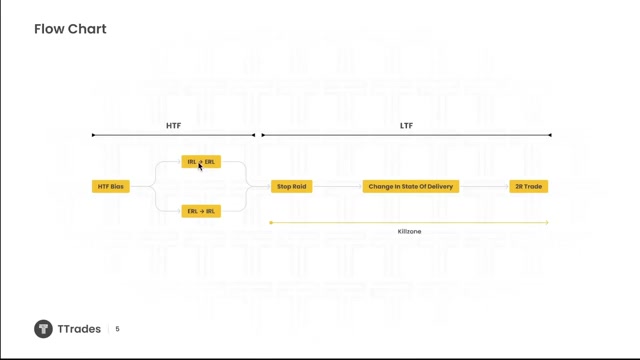 Flow Chart
HTF
LTF
IRL → ERL
HTF Bias
Stop Raid
Change In State Of Delivery
2R Trade
ERL → IRL
Killzone
TTrades
5